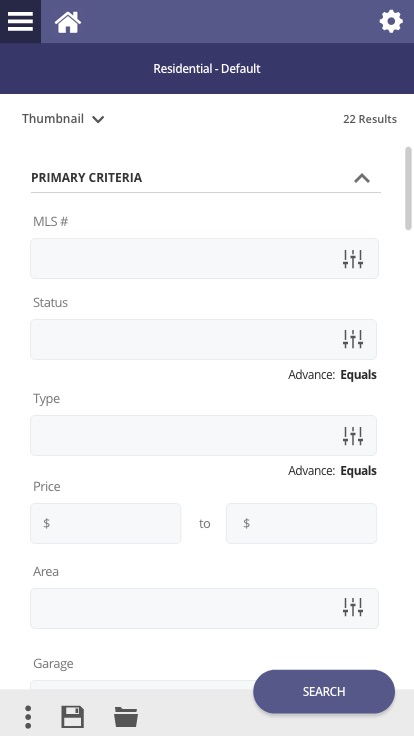 Residential - Default
Thumbnail
22 Results
PRIMARY CRITERIA
MLS #
Status
Advance: Equals
Type
Advance: Equals
Price
$ to $
Area
Garage
SEARCH